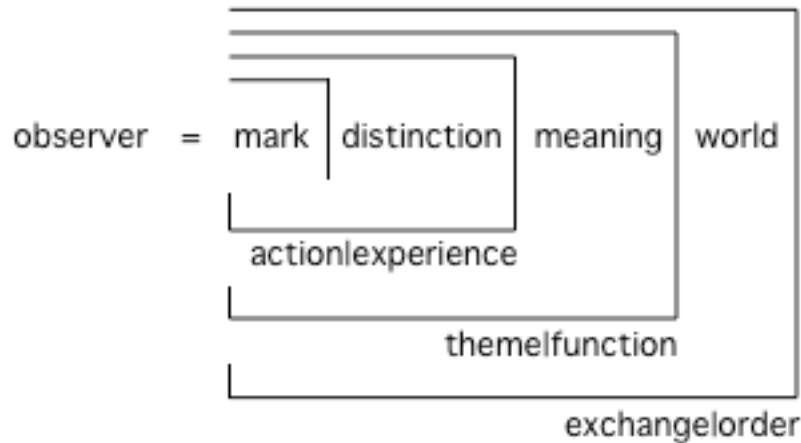 observer = mark distinction meaning world
action|experience
theme|function
exchange|order